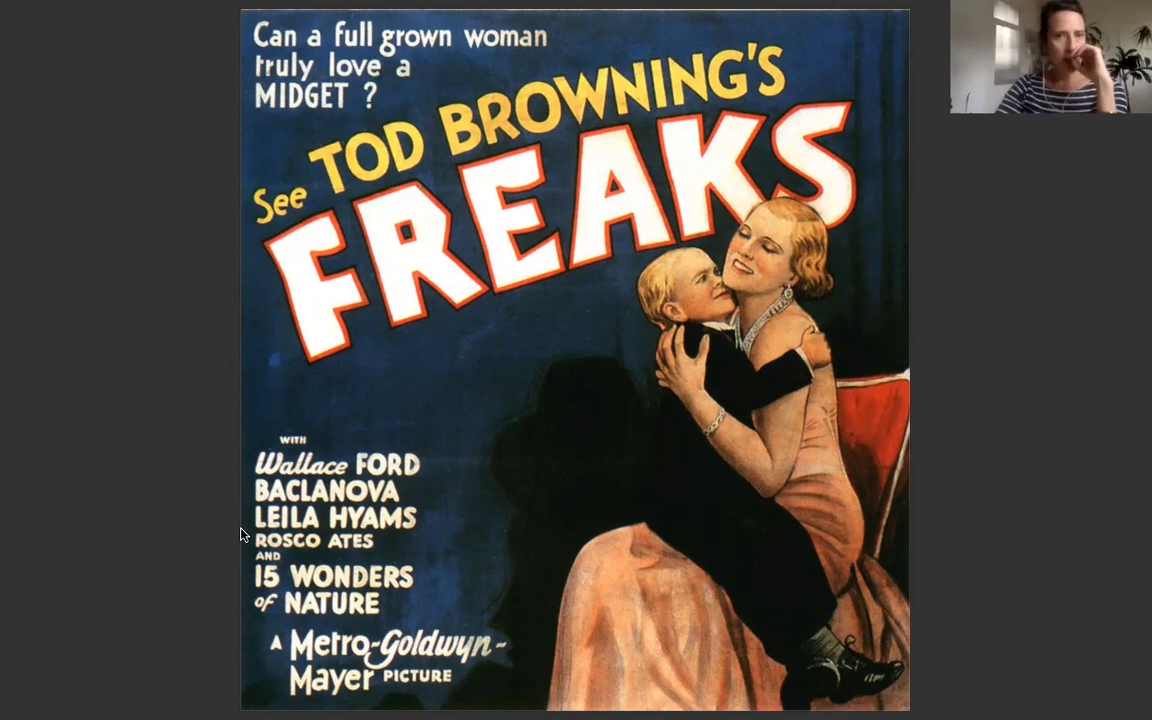 Can a full grown woman
truly love a
MIDGET ?
See TOD BROWNING'S
FREAKS
WITH
Wallace FORD
BACLANOVA
LEILA HYAMS
ROSCO ATES
AND
15 WONDERS
of NATURE
A Metro-Goldwyn-
Mayer PICTURE